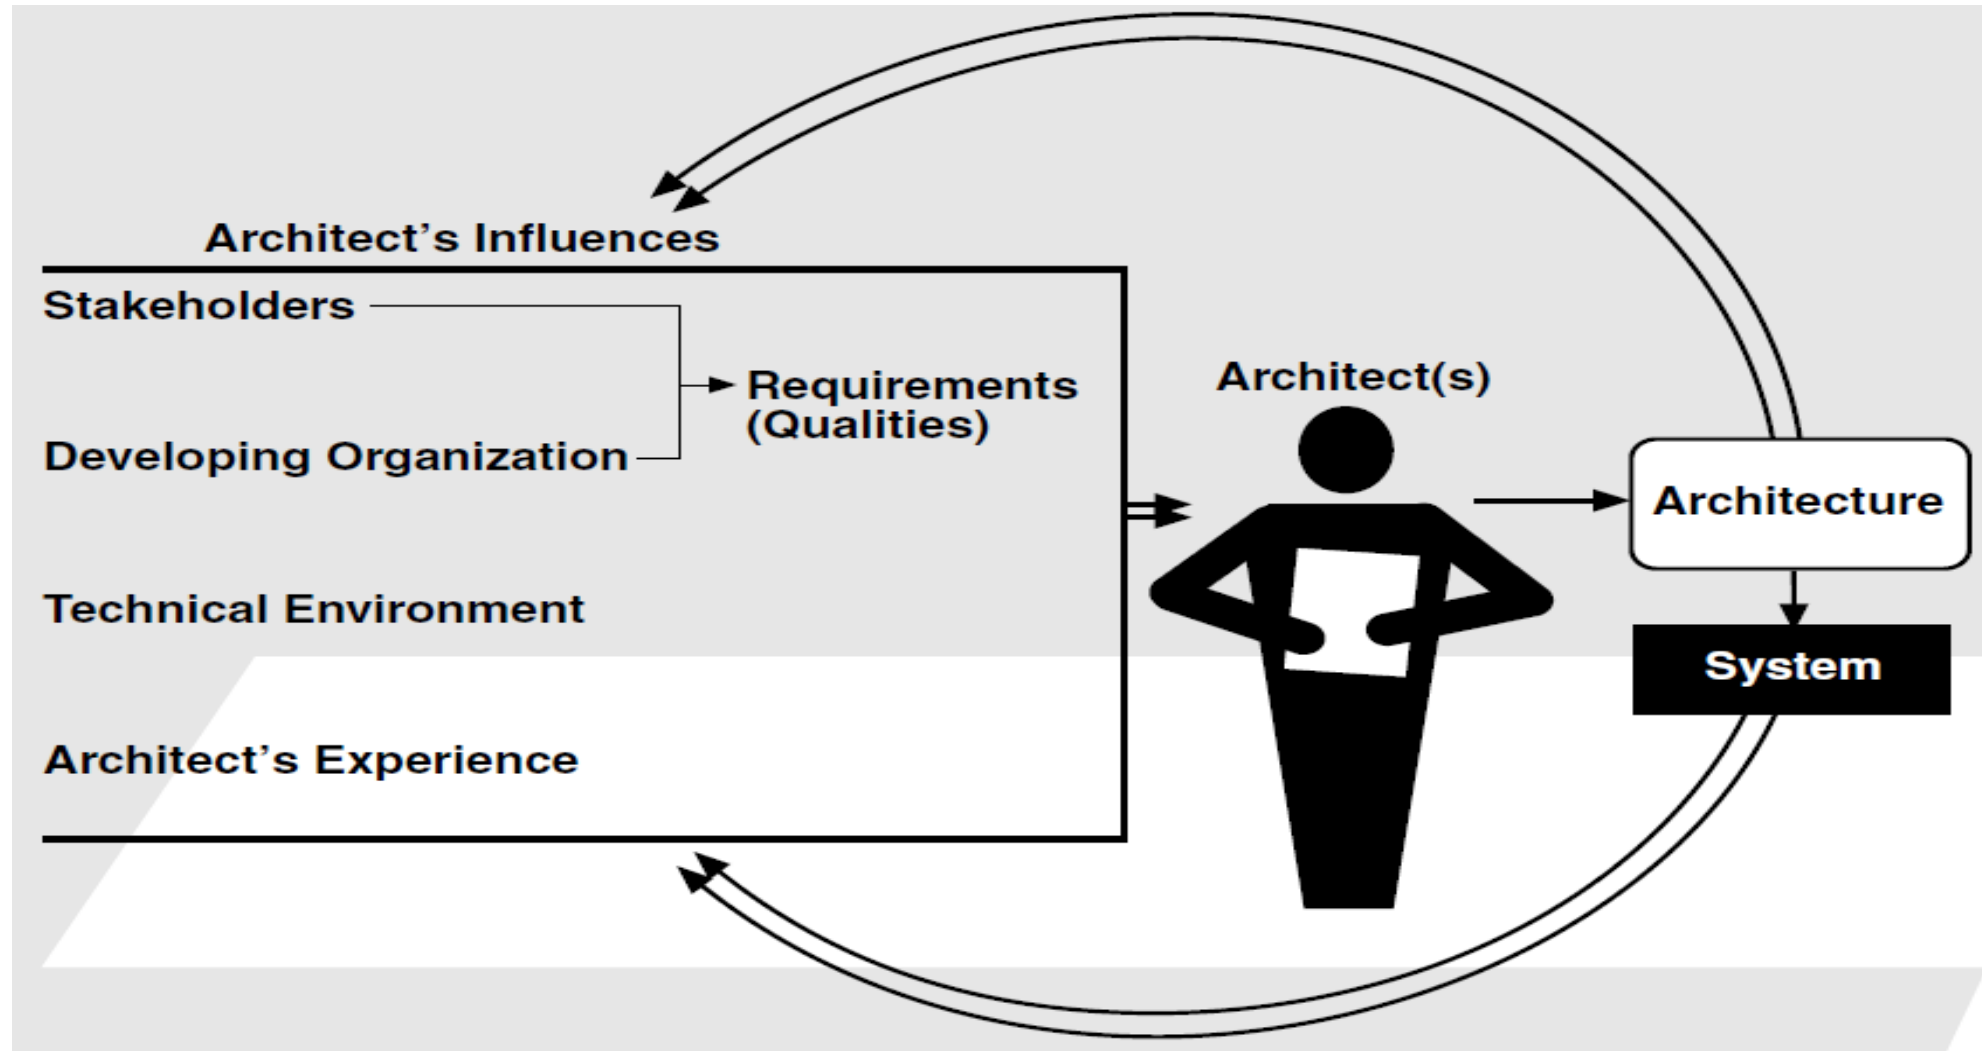 Architect’s Influences
Stakeholders
Requirements
(Qualities)
Developing Organization
Technical Environment
Architect’s Experience
Architect(s)
Architecture
System